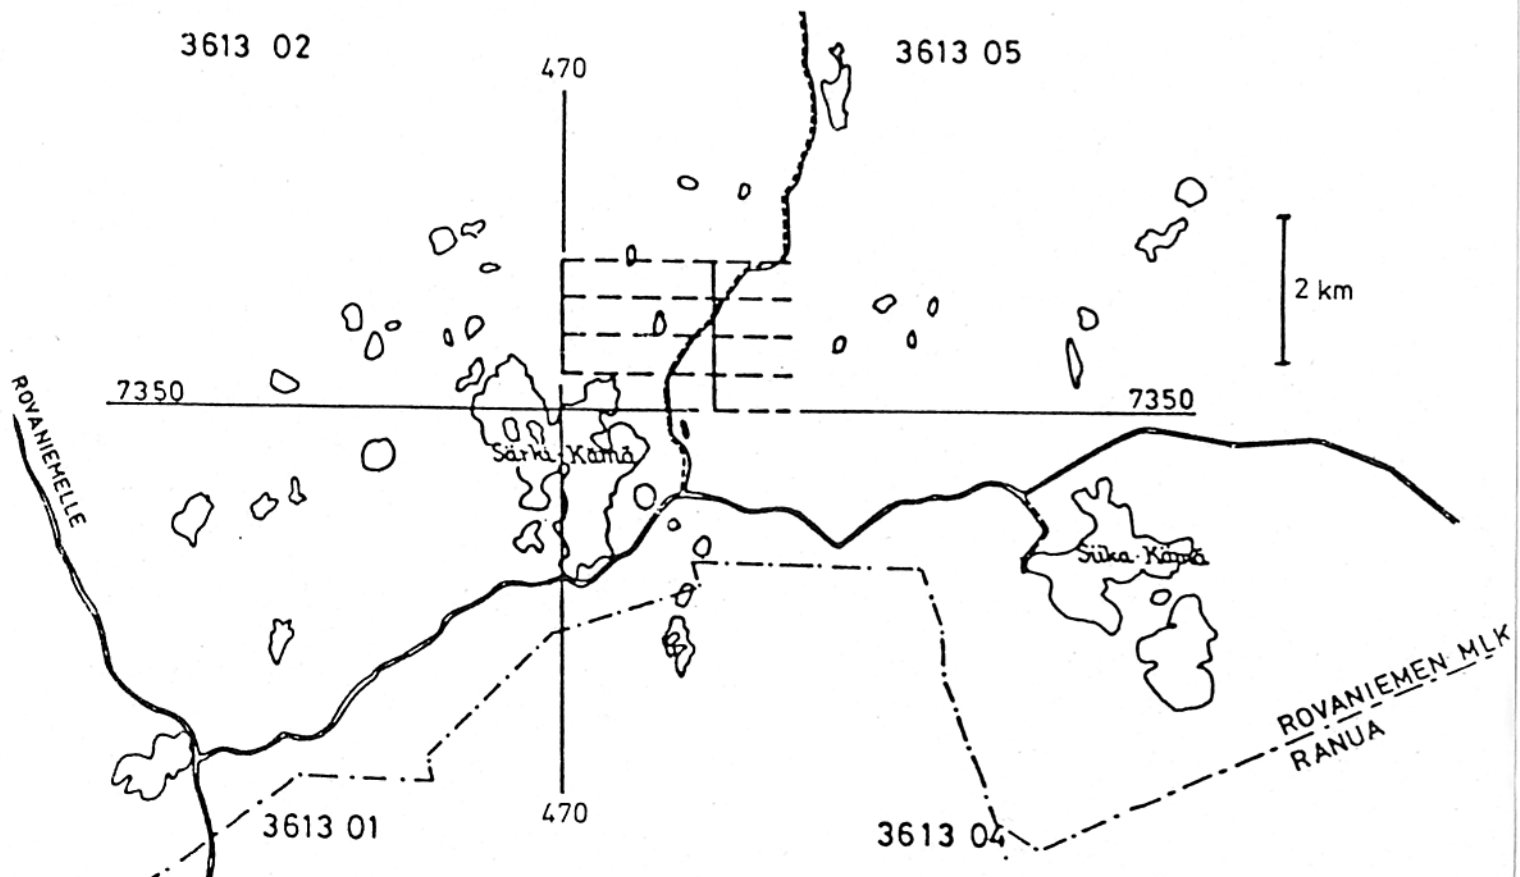 3613 02
470
3613 05
2 km
7350
7350
ROVANIEMELLE
Särki-Kämä
Siika-Kämä
ROVANIEMEN MLK
RANUA
470
3613 01
3613 04